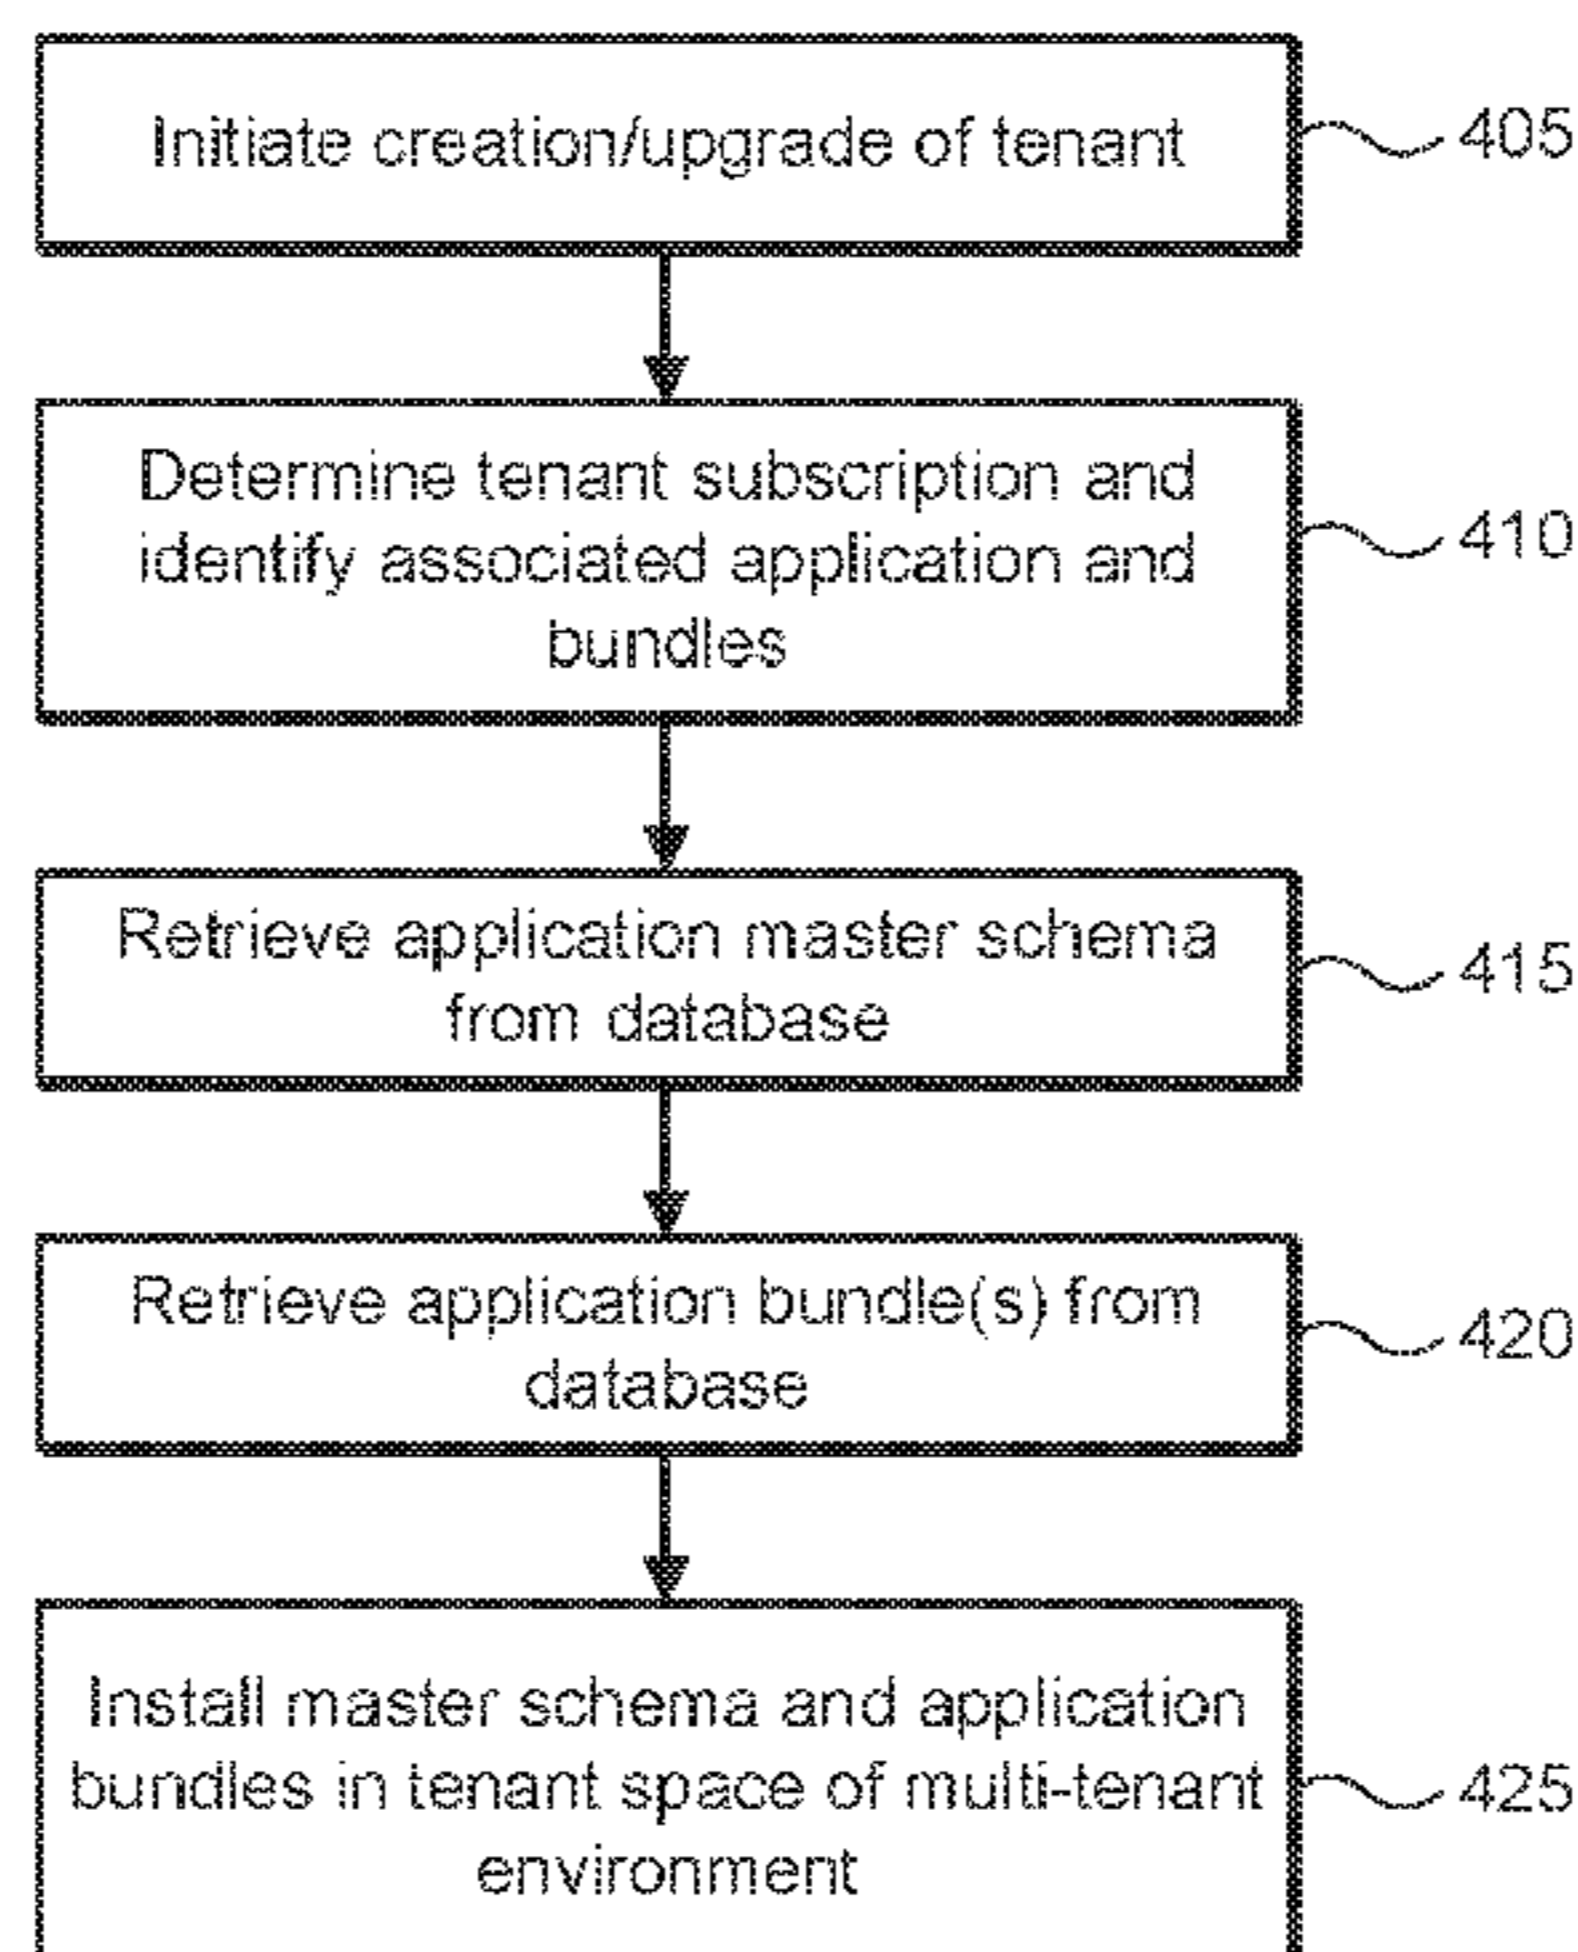 Initiate creation/upgrade of tenant
405
Determine tenant subscription and
identify associated application and
bundles
410
Retrieve application master schema
from database
415
Retrieve application bundle(s) from
database
420
Install master schema and application
bundles in tenant space of multi-tenant
environment
425